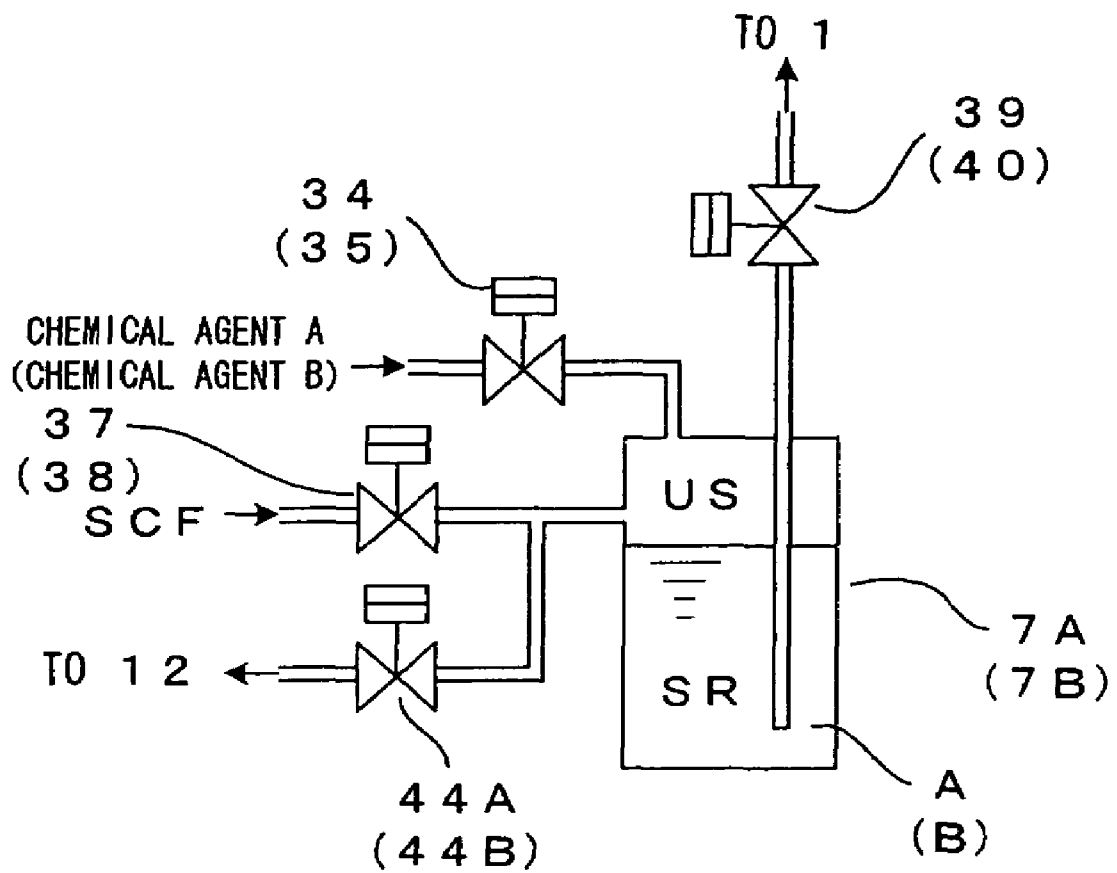 TO 1
39
(40)
34
(35)
CHEMICAL AGENT A
(CHEMICAL AGENT B)
37
(38)
SCF
US
7A
(7B)
TO 12
SR
44A
(44B)
A
(B)